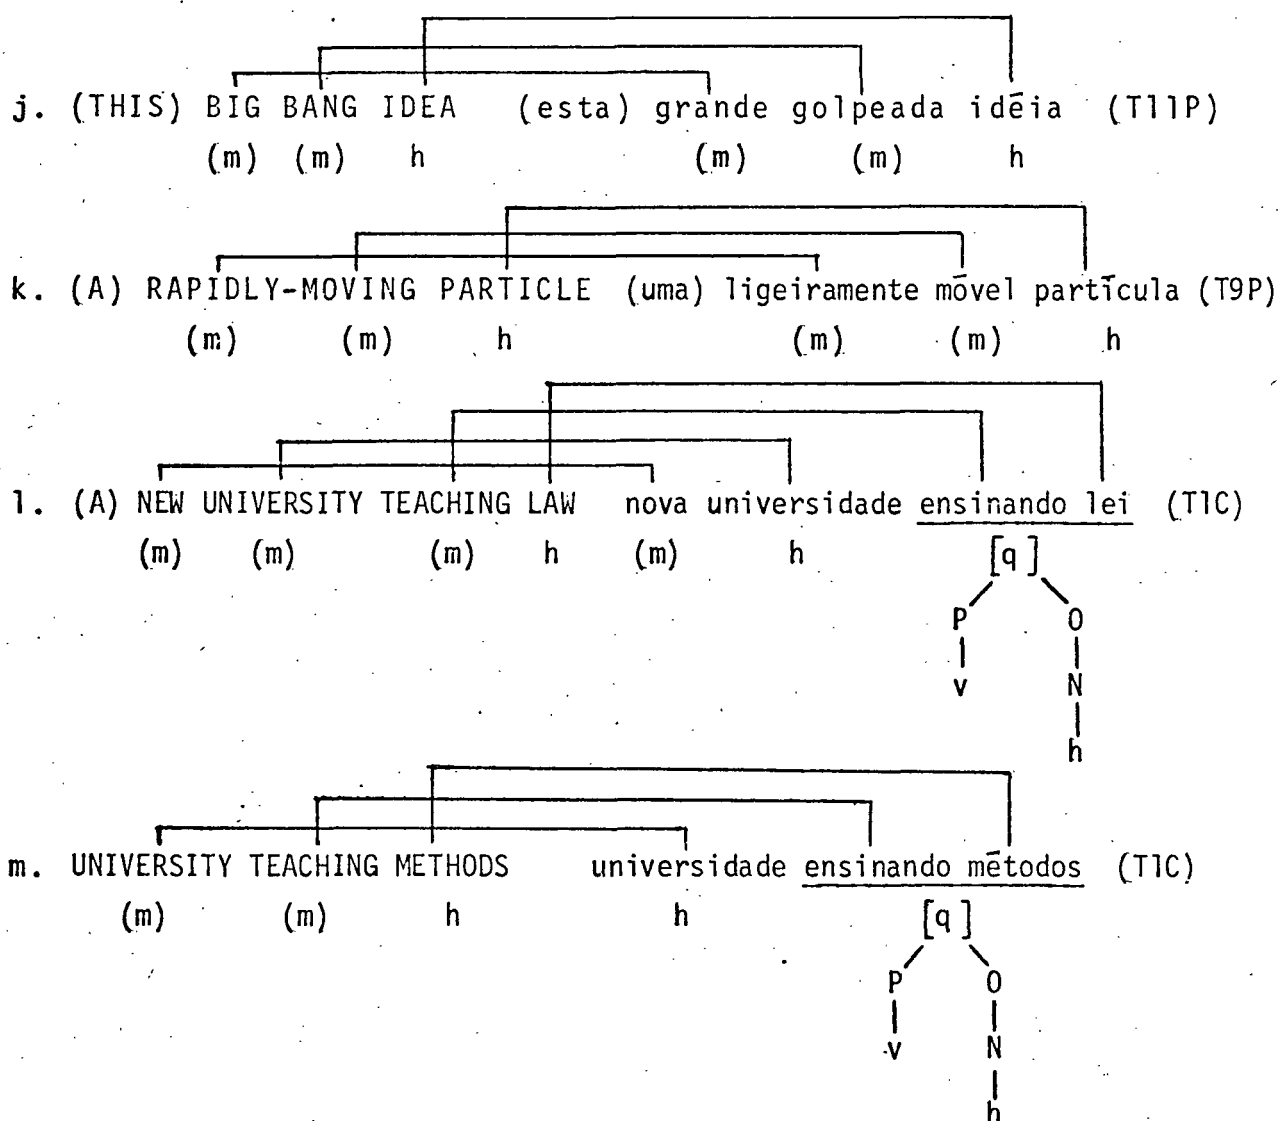 j. (THIS) BIG BANG IDEA (esta) grande golpeada idéia (T11P)
(m) (m) h (m) (m) h
k. (A) RAPIDLY-MOVING PARTICLE (uma) ligeiramente móvel partícula (T9P)
(m) (m) h (m) (m) h
l. (A) NEW UNIVERSITY TEACHING LAW nova universidade ensinando lei (T1C)
(m) (m) (m) h (m) h [q]
P O
v N
h
m. UNIVERSITY TEACHING METHODS universidade ensinando métodos (T1C)
(m) (m) h h [q]
P O
v N
h